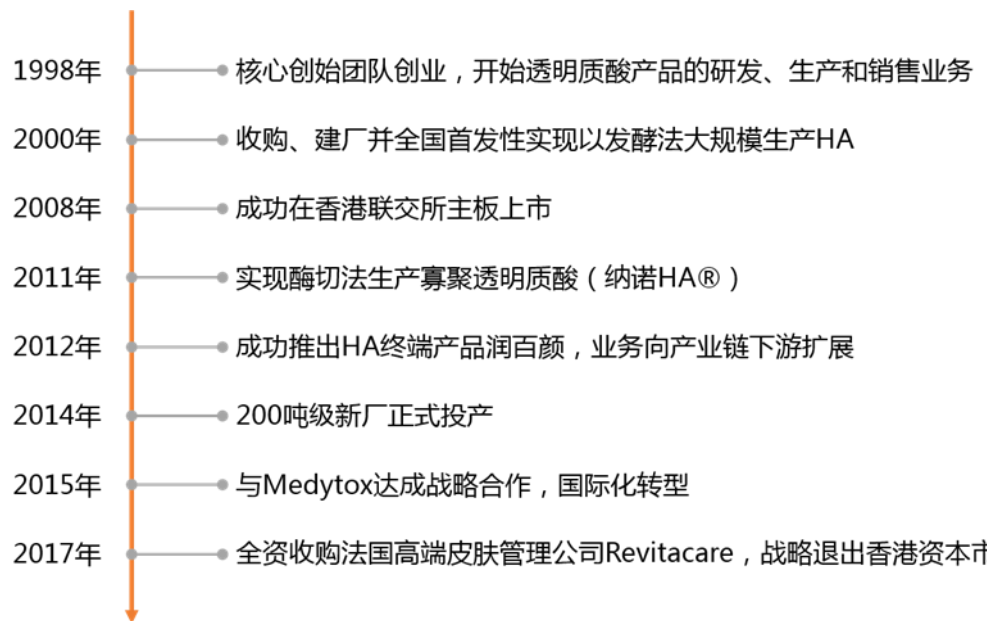 1998年 核心创始团队创业，开始透明质酸产品的研发、生产和销售业务
2000年 收购、建厂并全国首发性实现以发酵法大规模生产HA
2008年 成功在香港联交所主板上市
2011年 实现酶切法生产寡聚透明质酸（纳诺HA®）
2012年 成功推出HA终端产品润百颜，业务向产业链下游扩展
2014年 200吨级新厂正式投产
2015年 与Medytox达成战略合作，国际化转型
2017年 全资收购法国高端皮肤管理公司Revitacare，战略退出香港资本市